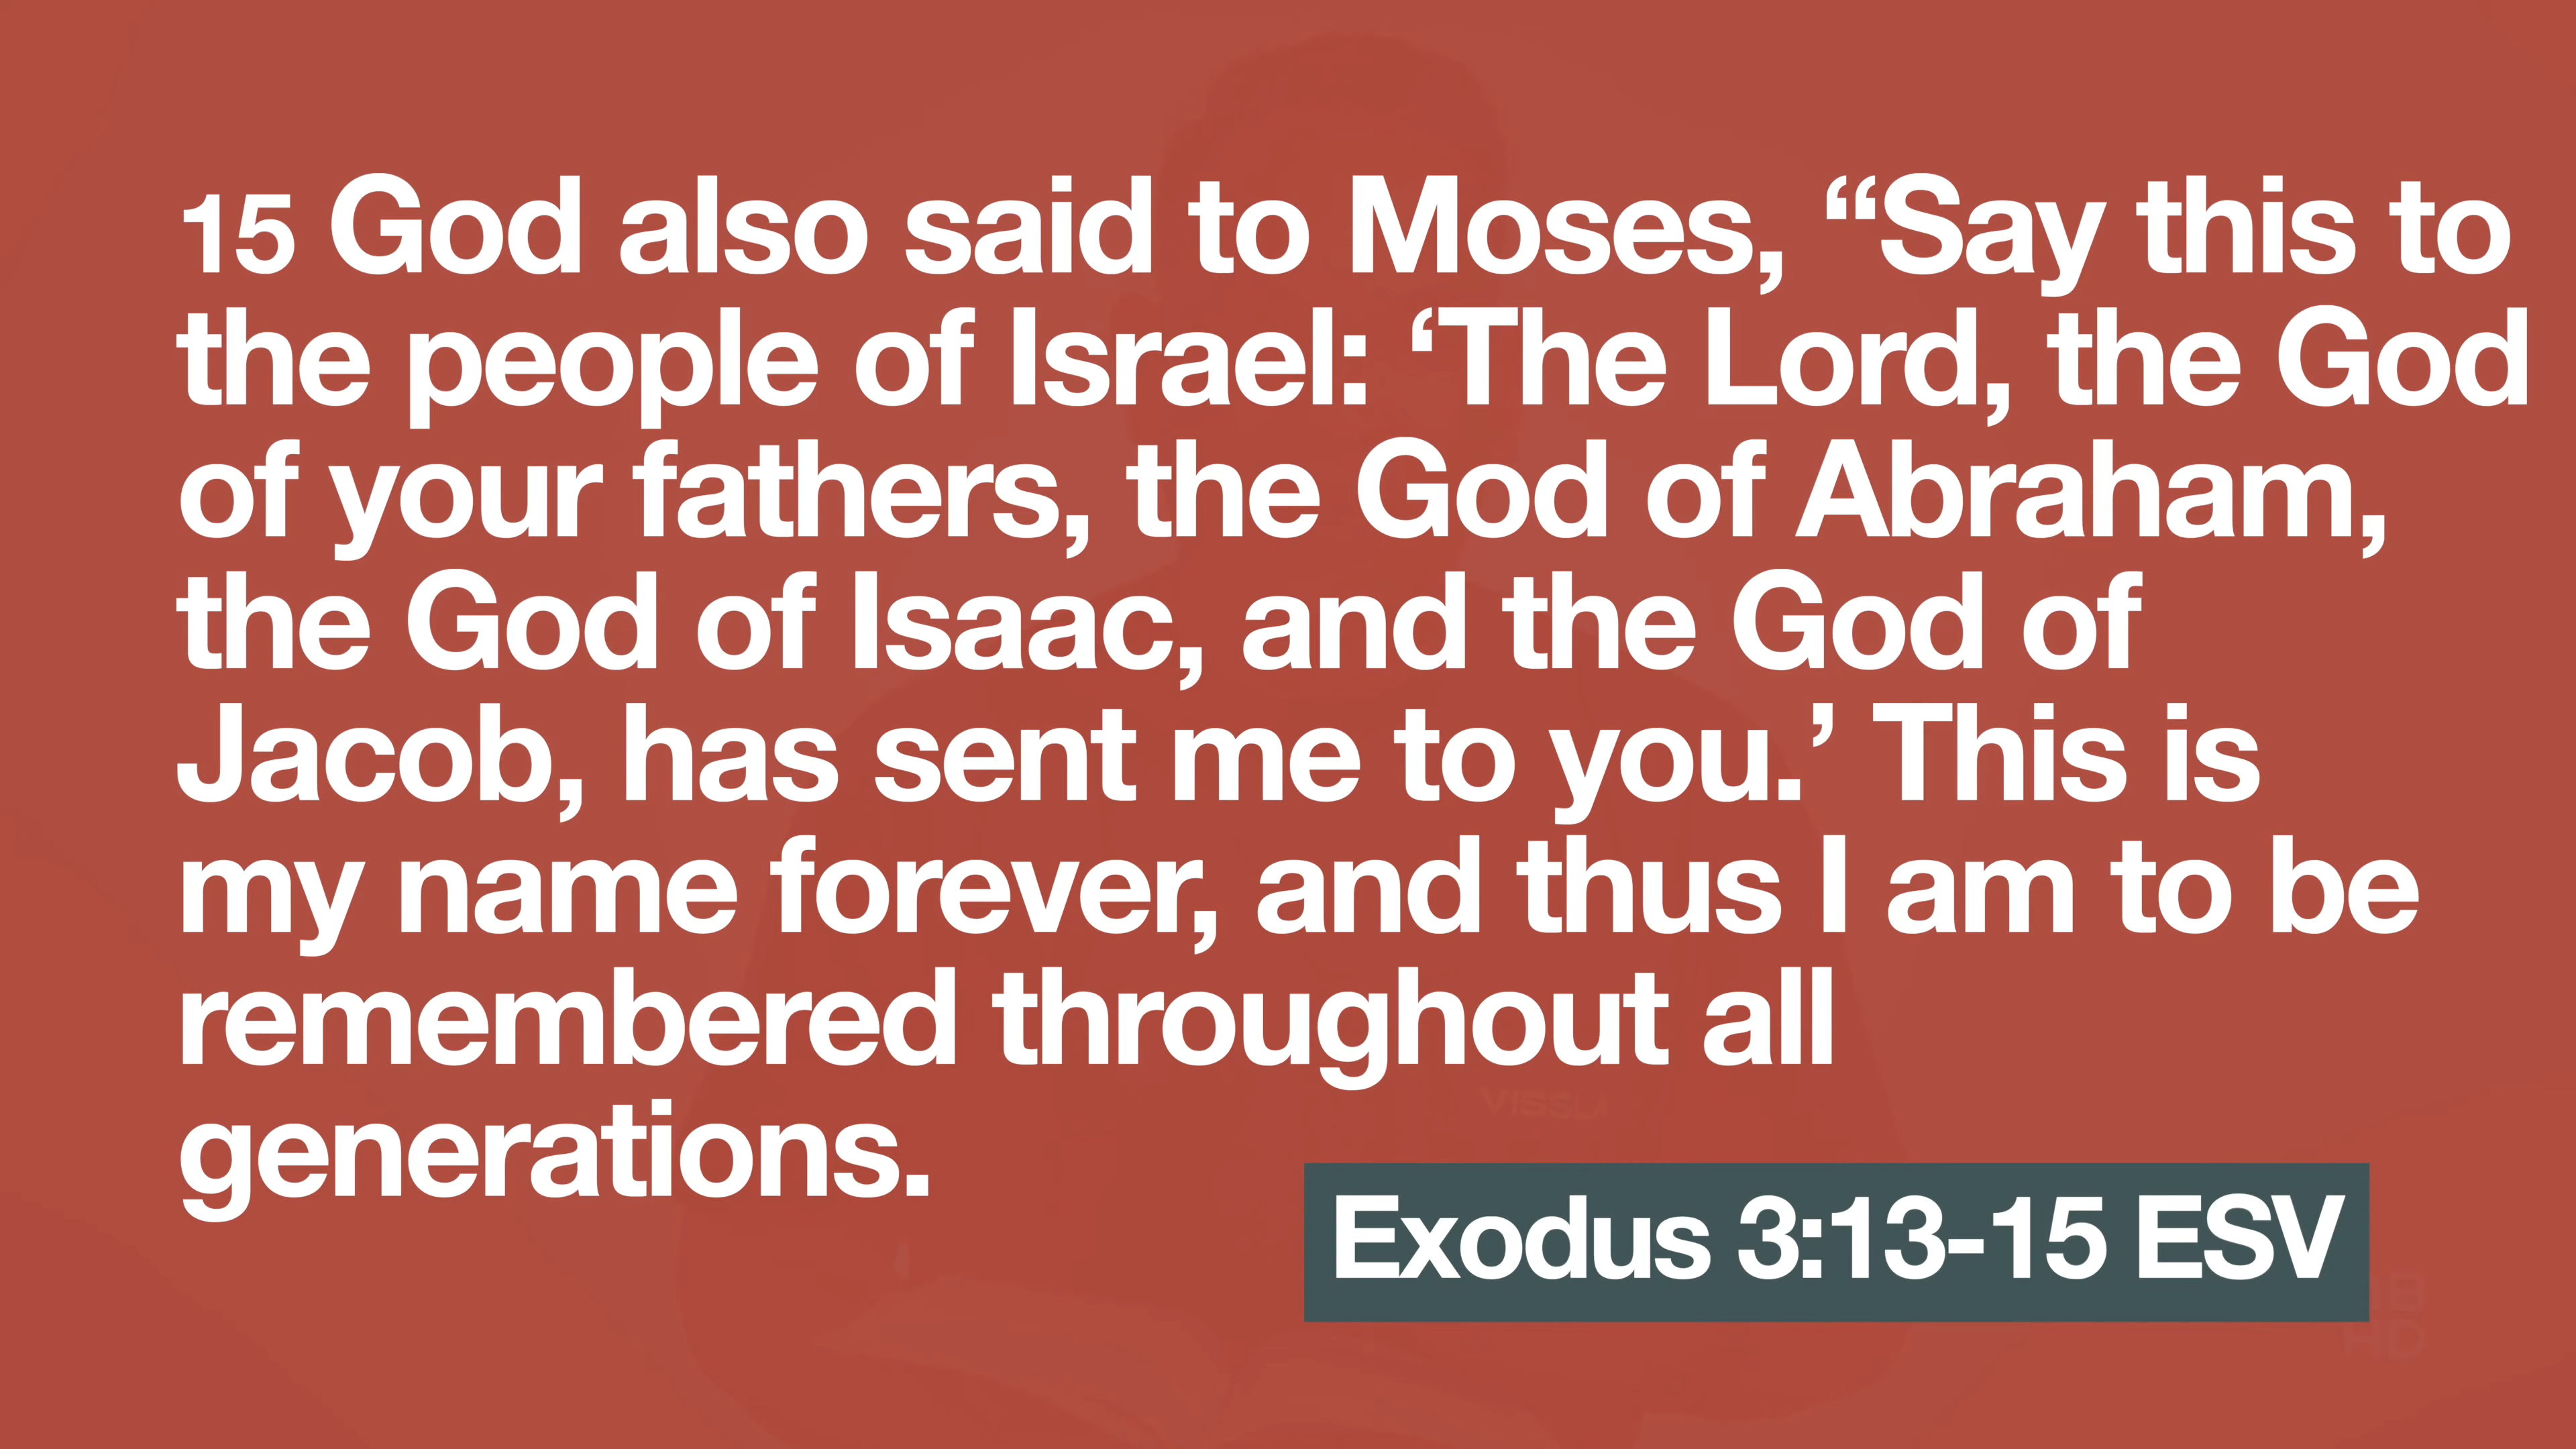 15 God also said to Moses, “Say this to
the people of Israel: ‘The Lord, the God
of your fathers, the God of Abraham,
the God of Isaac, and the God of
Jacob, has sent me to you.’ This is
my name forever, and thus I am to be
remembered throughout all
generations.
VISSLA
Exodus 3:13-15 ESV
HD